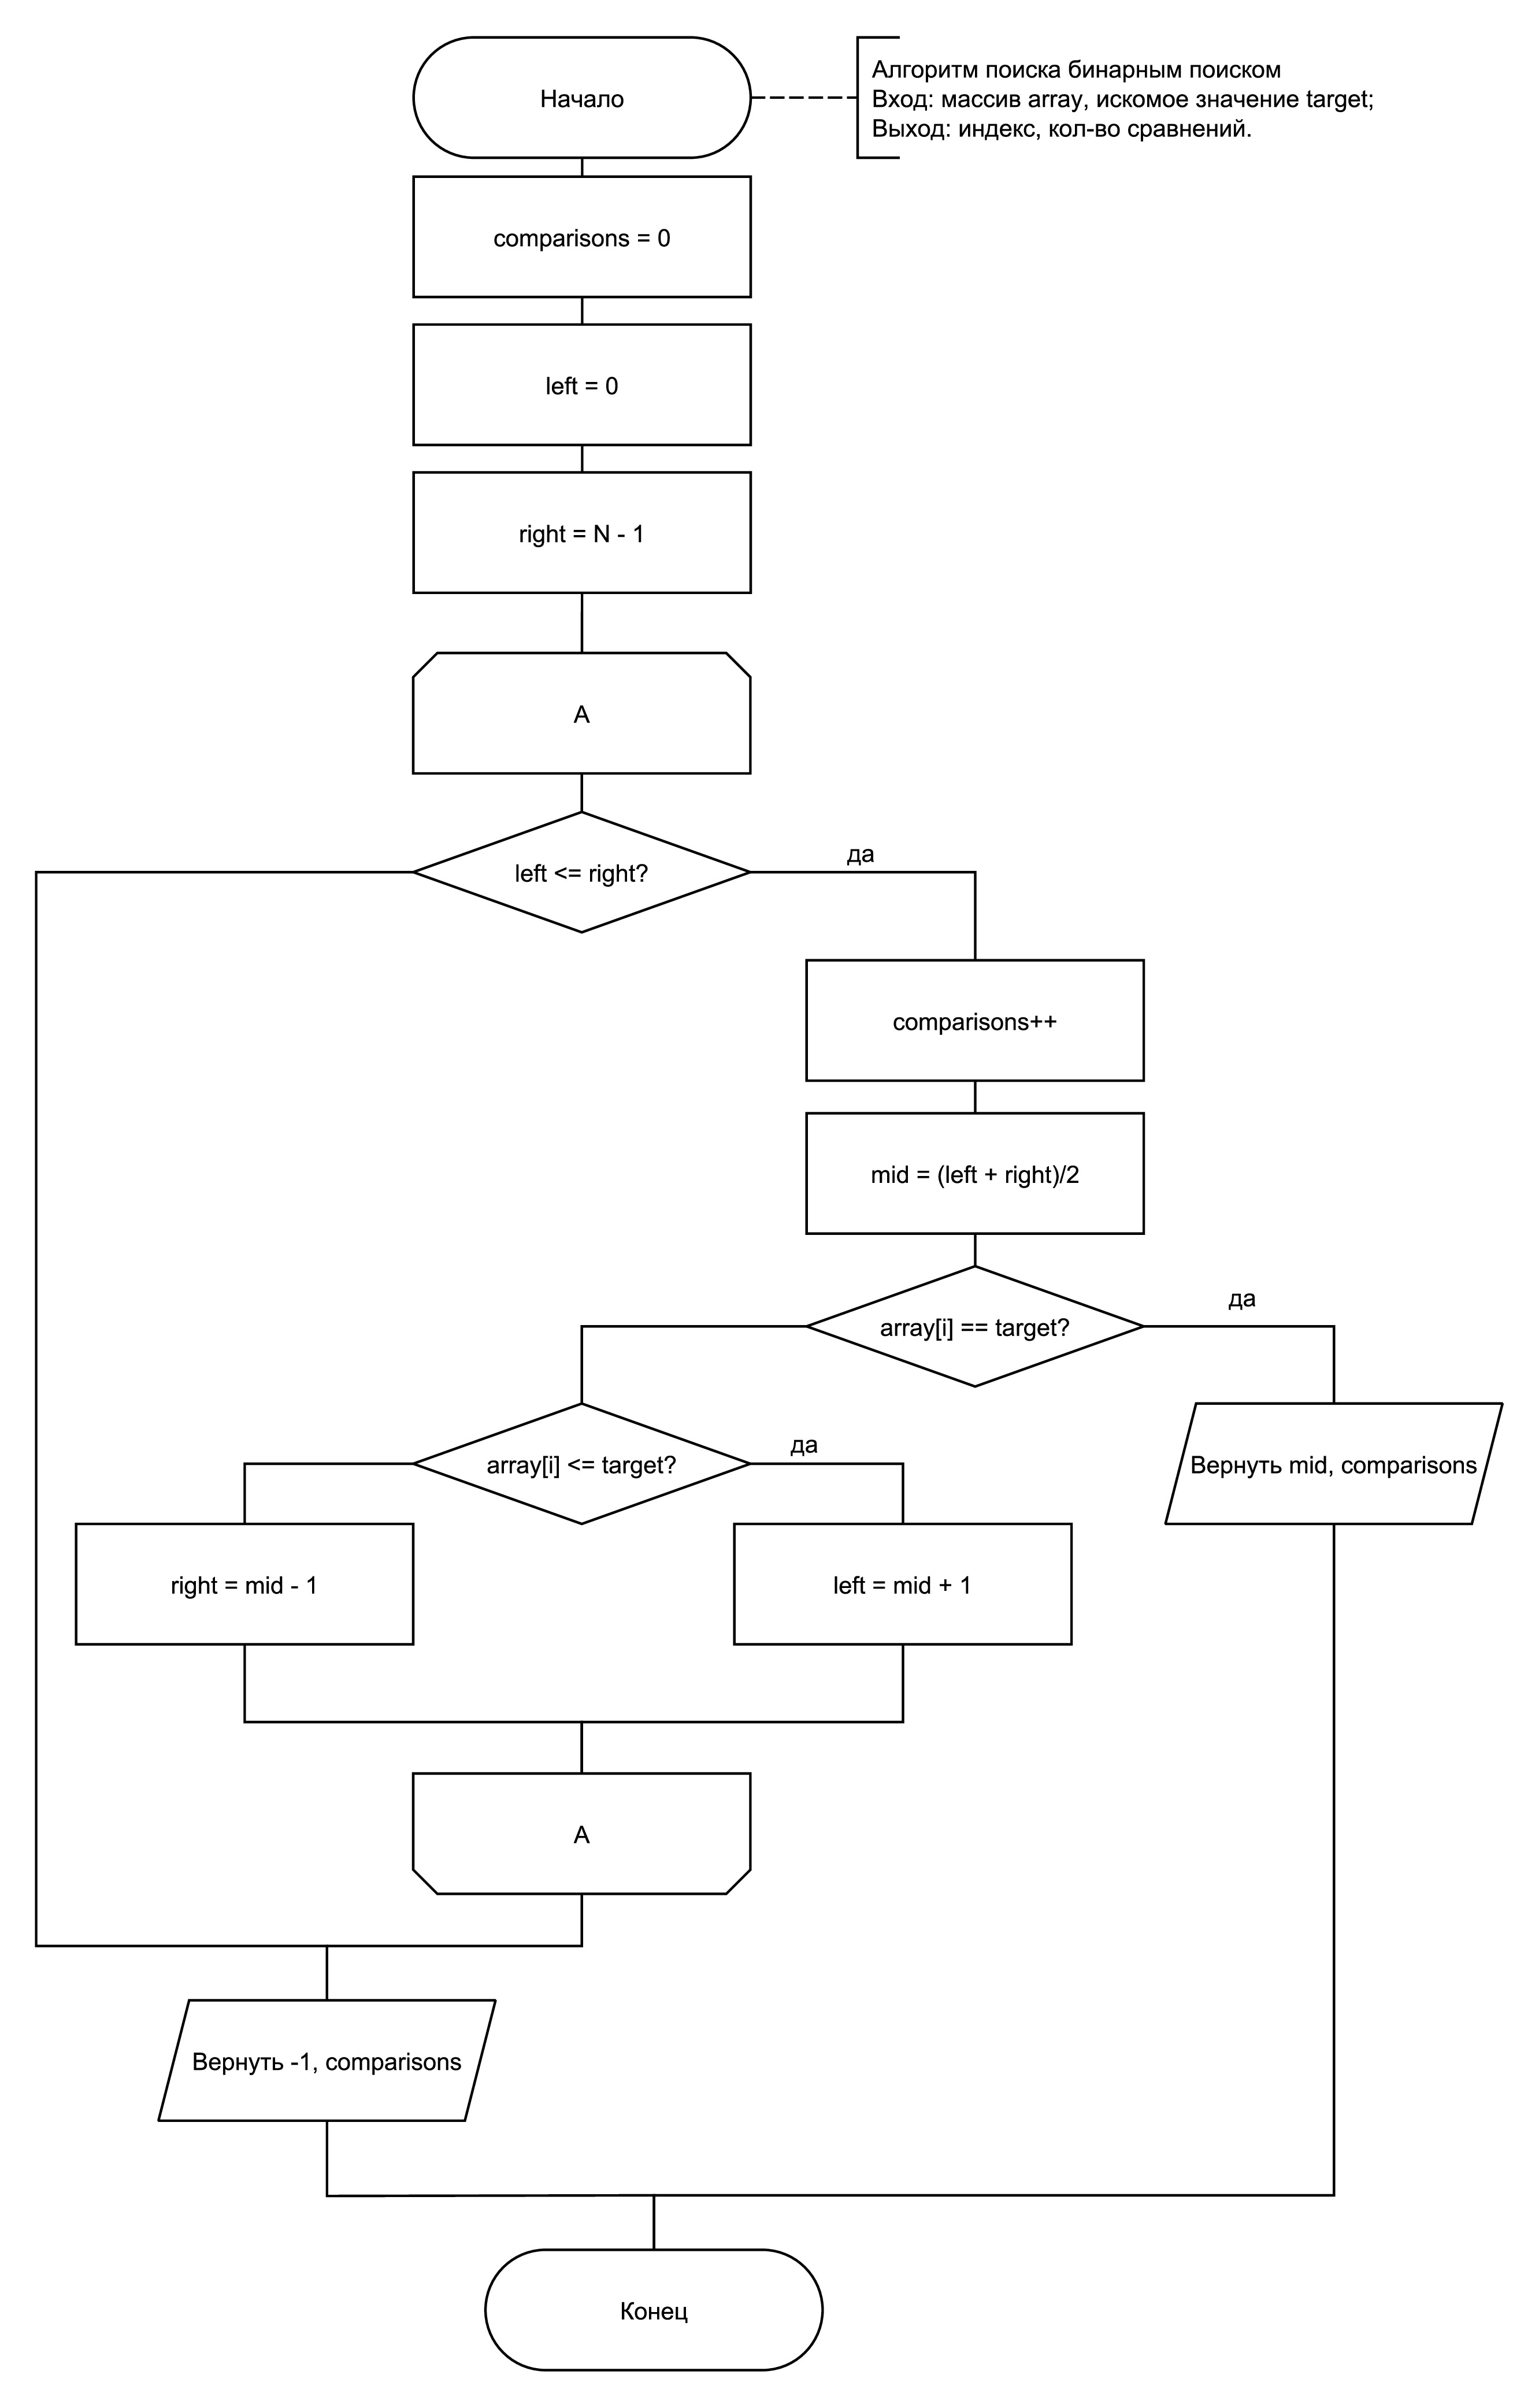 Начало
Алгоритм поиска бинарным поиском
Вход: массив array, искомое значение target;
Выход: индекс, кол-во сравнений.
comparisons = 0
left = 0
right = N - 1
A
left <= right?
да
comparisons++
mid = (left + right)/2
array[i] == target?
да
array[i] <= target?
да
Вернуть mid, comparisons
right = mid - 1
left = mid + 1
A
Вернуть -1, comparisons
Конец